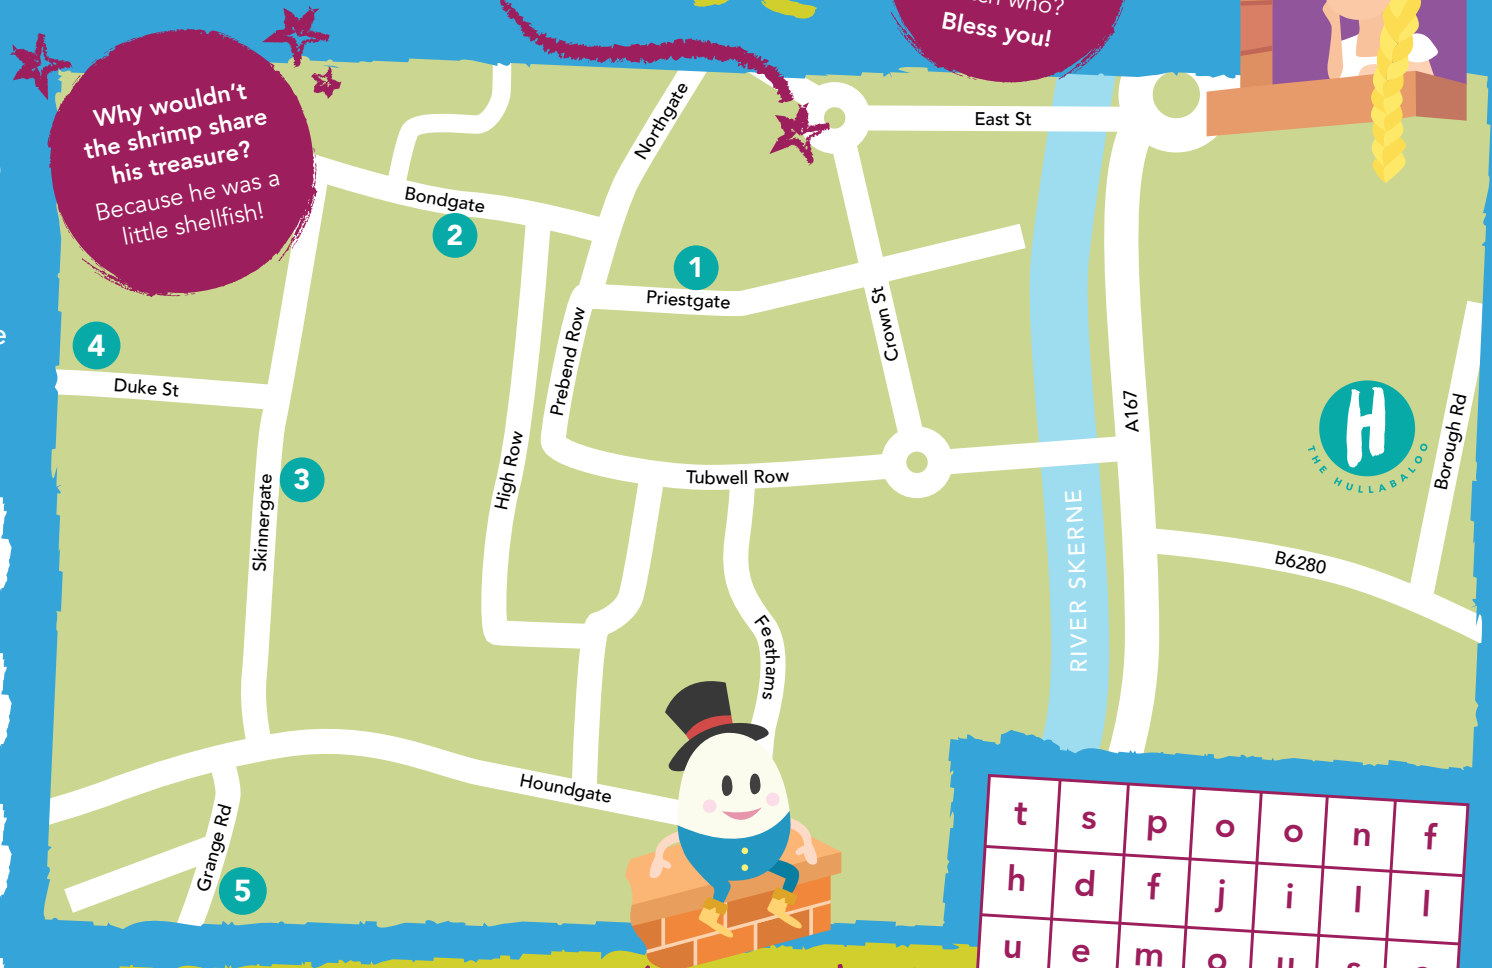 who?
Bless you!
Why wouldn't
the shrimp share
his treasure?
Because he was a
little shellfish!
Northgate
East St
Bondgate
2
1
Priestgate
Crown St
4
Duke St
Prebend Row
A167
H
THE HULLABALOO
Borough Rd
High Row
Tubwell Row
3
Skinnergate
RIVER SKERNE
B6280
Feethams
Houndgate
Grange Rd
5
t s p o o n f
h d f j i l l
u e m o u s